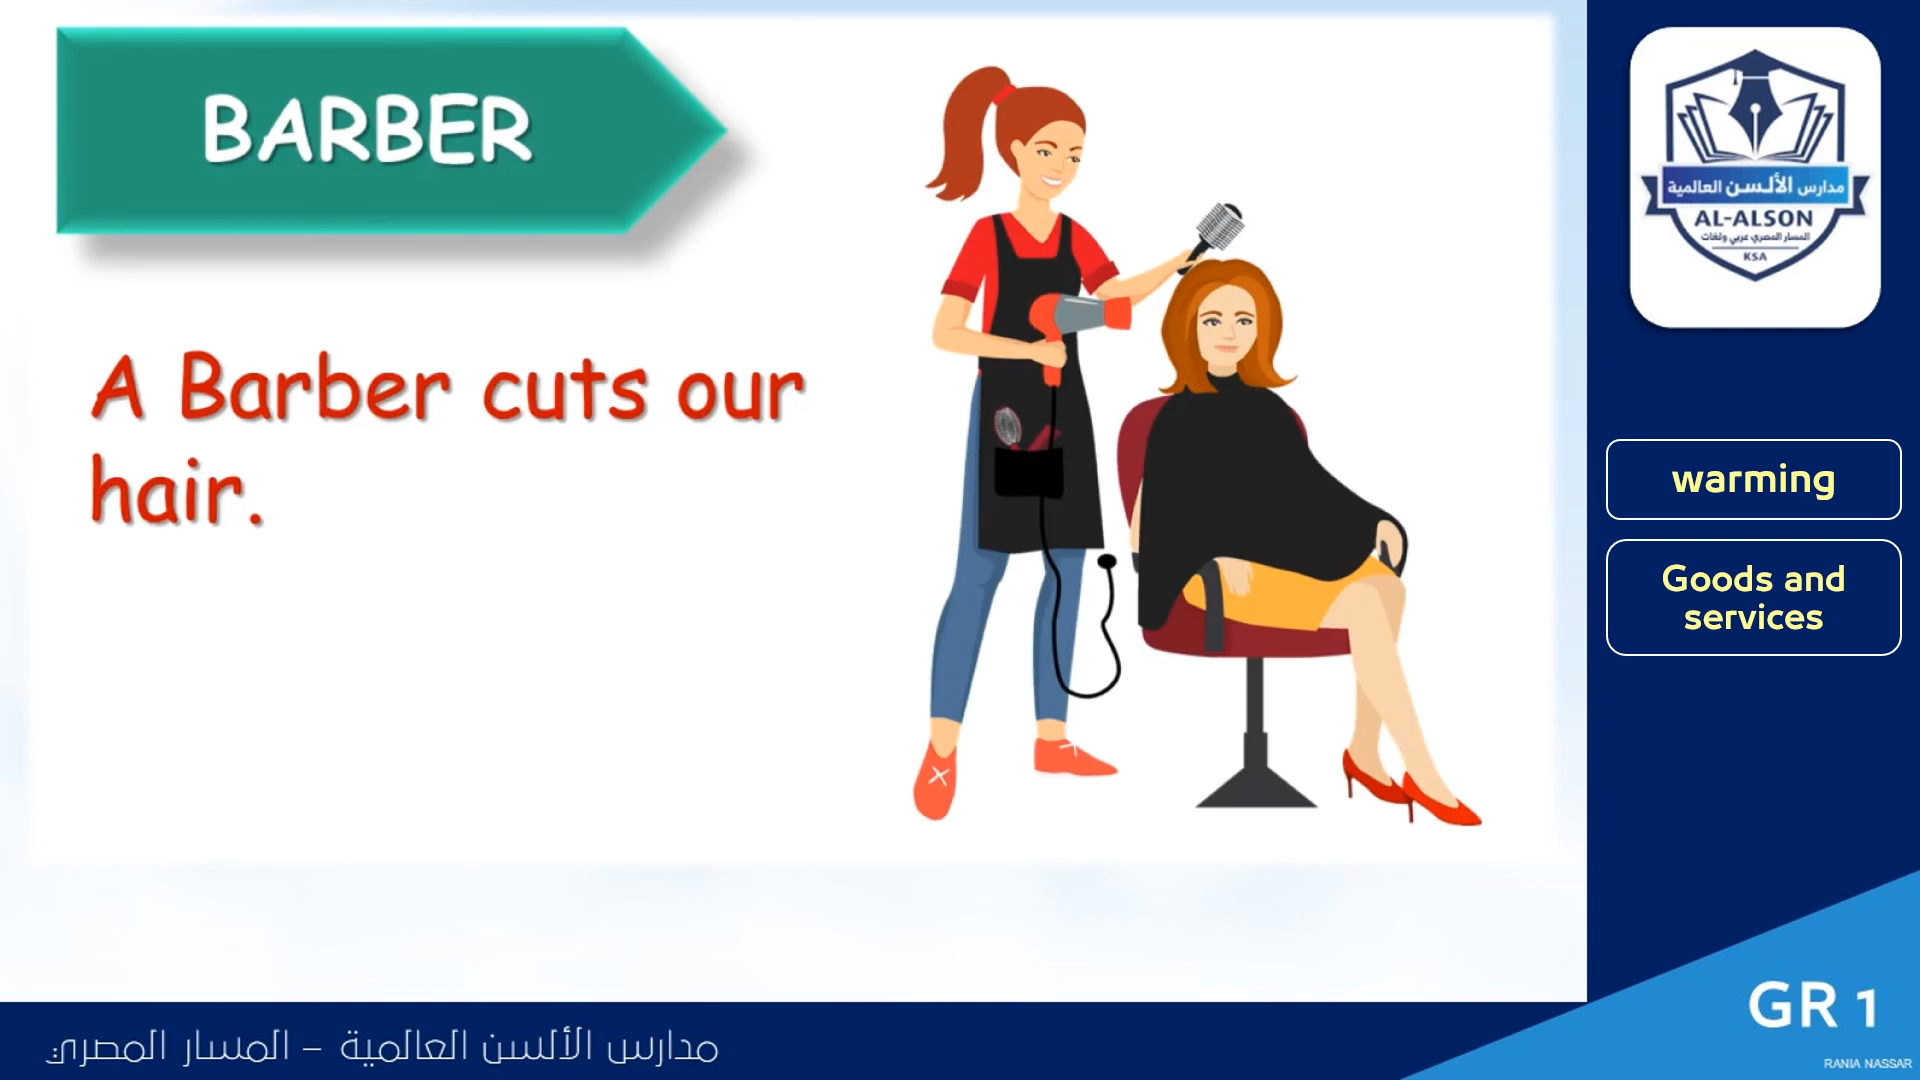 BARBER
A Barber cuts our
hair.
مدارس الألسن العالمية
AL-ALSON
المسار المصري عربي ولغات
KSA
warming
Goods and
services
GR 1
RANIA NASSAR
مدارس الألسن العالمية – المسار المصري